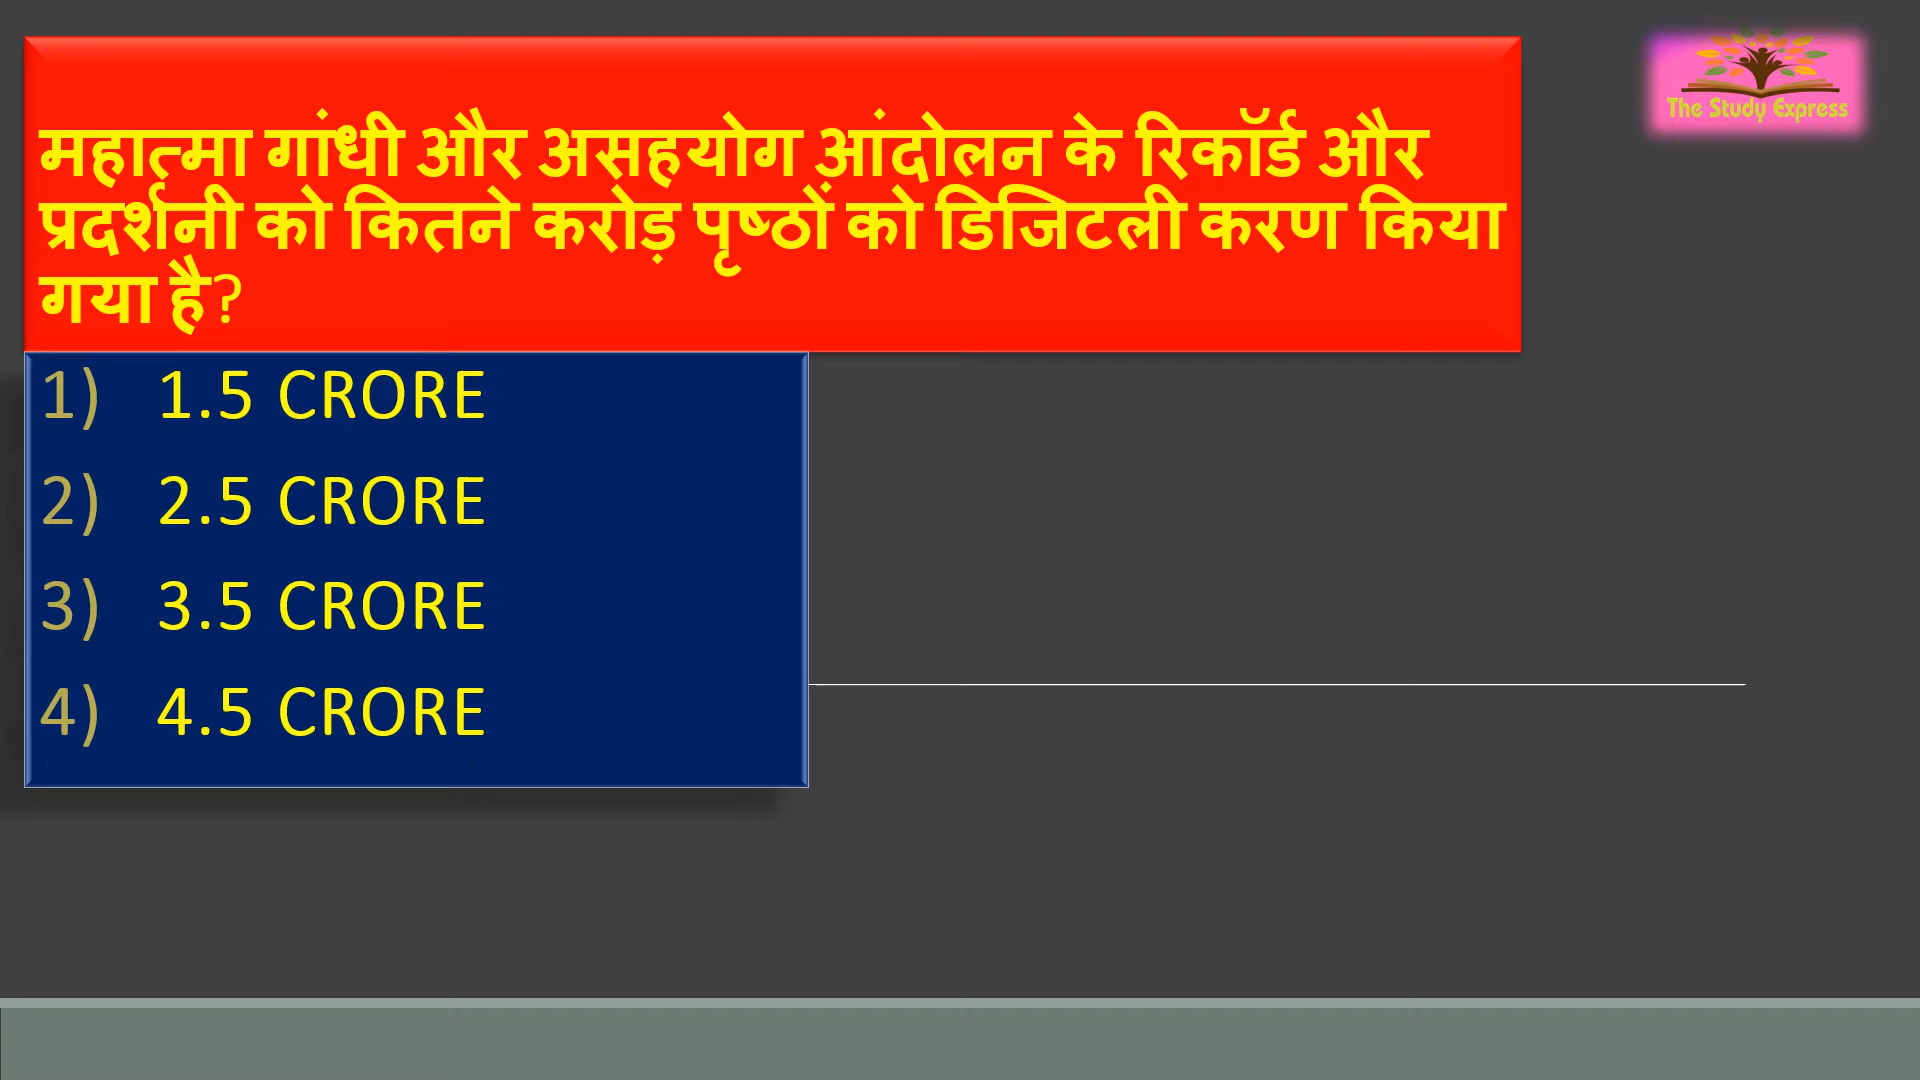 The Study Express
महात्मा गांधी और असहयोग आंदोलन के रिकॉर्ड और
प्रदर्शनी को कितने करोड़ पृष्ठों को डिजिटली करण किया
गया है?
1) 1.5 CRORE
2) 2.5 CRORE
3) 3.5 CRORE
4) 4.5 CRORE